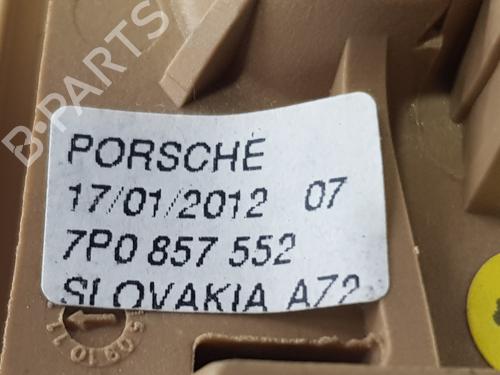 B-PARTS
PORSCHE
17/01/2012 07
7P0 857 552
SLOVAKIA A72